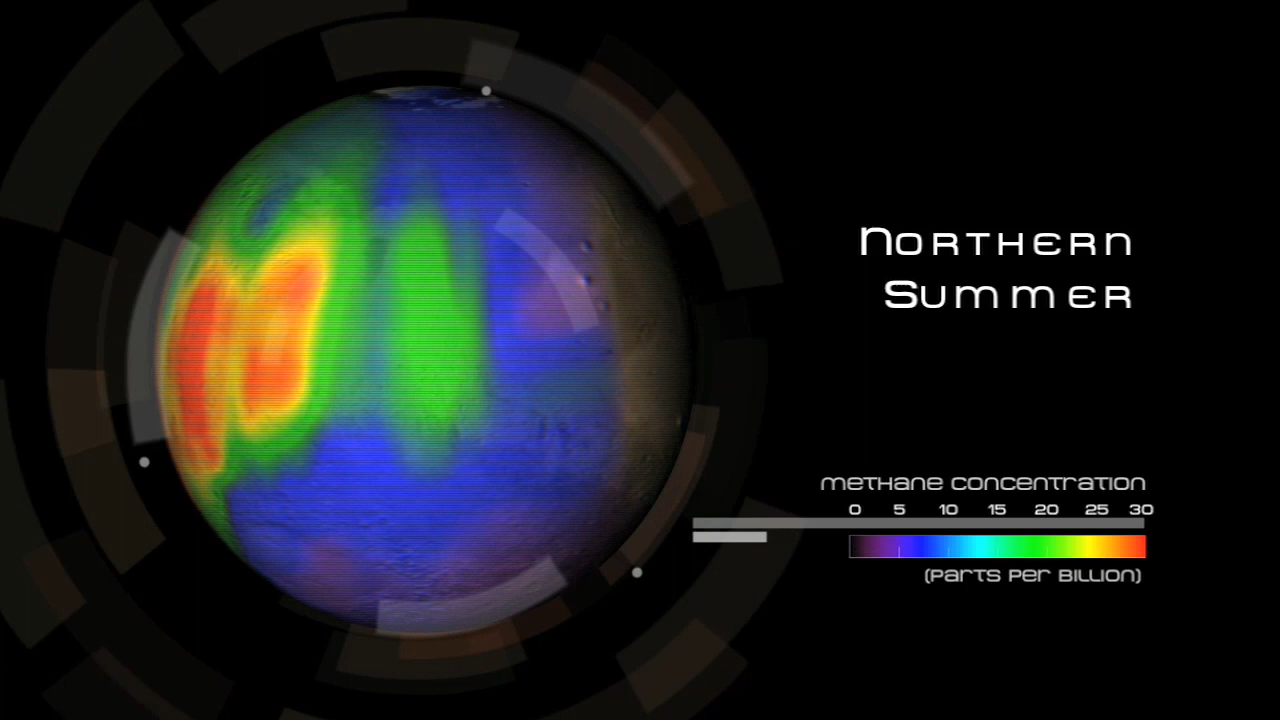 Northern
Summer
methane concentration
0 5 10 15 20 25 30
(parts per billion)